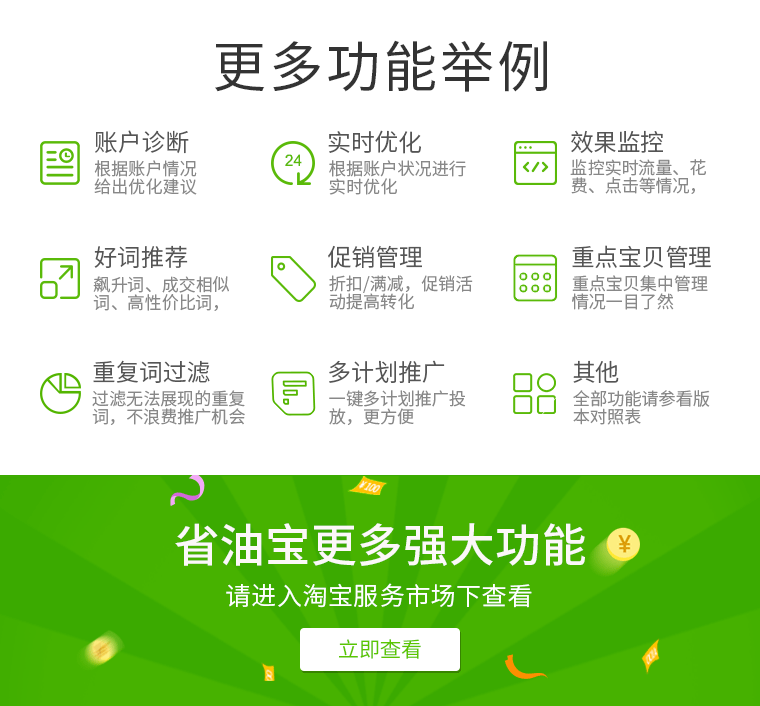 更多功能举例
账户诊断
根据账户情况
给出优化建议
24
实时优化
根据账户状况进行
实时优化
效果监控
监控实时流量、花
费、点击等情况，
好词推荐
飙升词、成交相似
词、高性价比词，
促销管理
折扣/满减，促销活
动提高转化
重点宝贝管理
重点宝贝集中管理
情况一目了然
重复词过滤
过滤无法展现的重复
词，不浪费推广机会
多计划推广
一键多计划推广投
放，更方便
其他
全部功能请参看版
本对照表
¥100
省油宝更多强大功能
¥
请进入淘宝服务市场下查看
立即查看